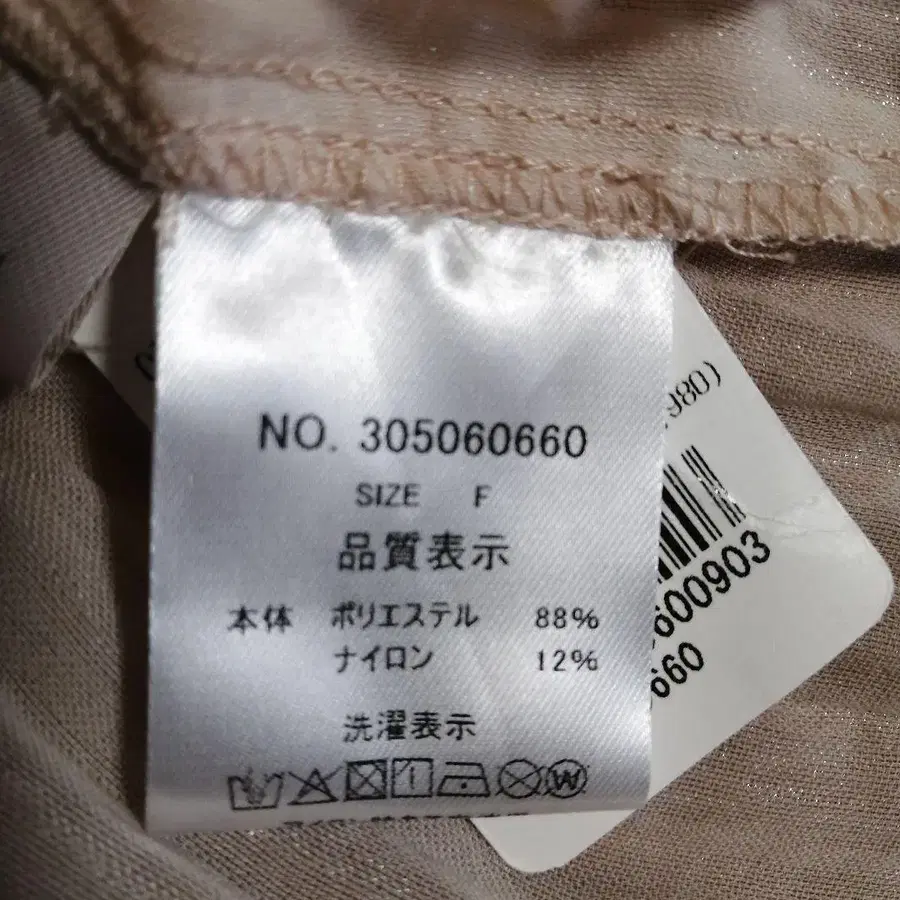 NO. 305060660
SIZE F
品質表示
本体 ポリエステル 88%
ナイロン 12%
洗濯表示
980)
600903
660